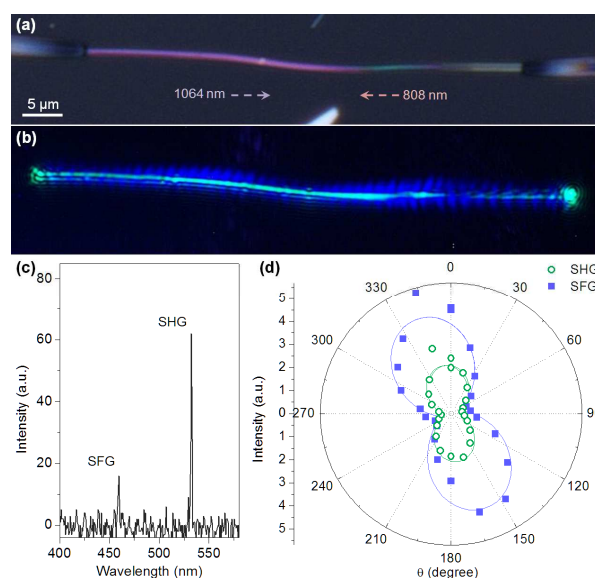 (a)
1064 nm
808 nm
5 µm
(b)
(c)
80
60
40
20
0
400
450
500
550
Intensity (a.u.)
Wavelength (nm)
SHG
SFG
(d)
SHG
SFG
0
30
60
9
120
150
180
210
240
270
300
330
5
4
3
2
1
0
1
2
3
4
5
Intensity (a.u.)
θ (degree)